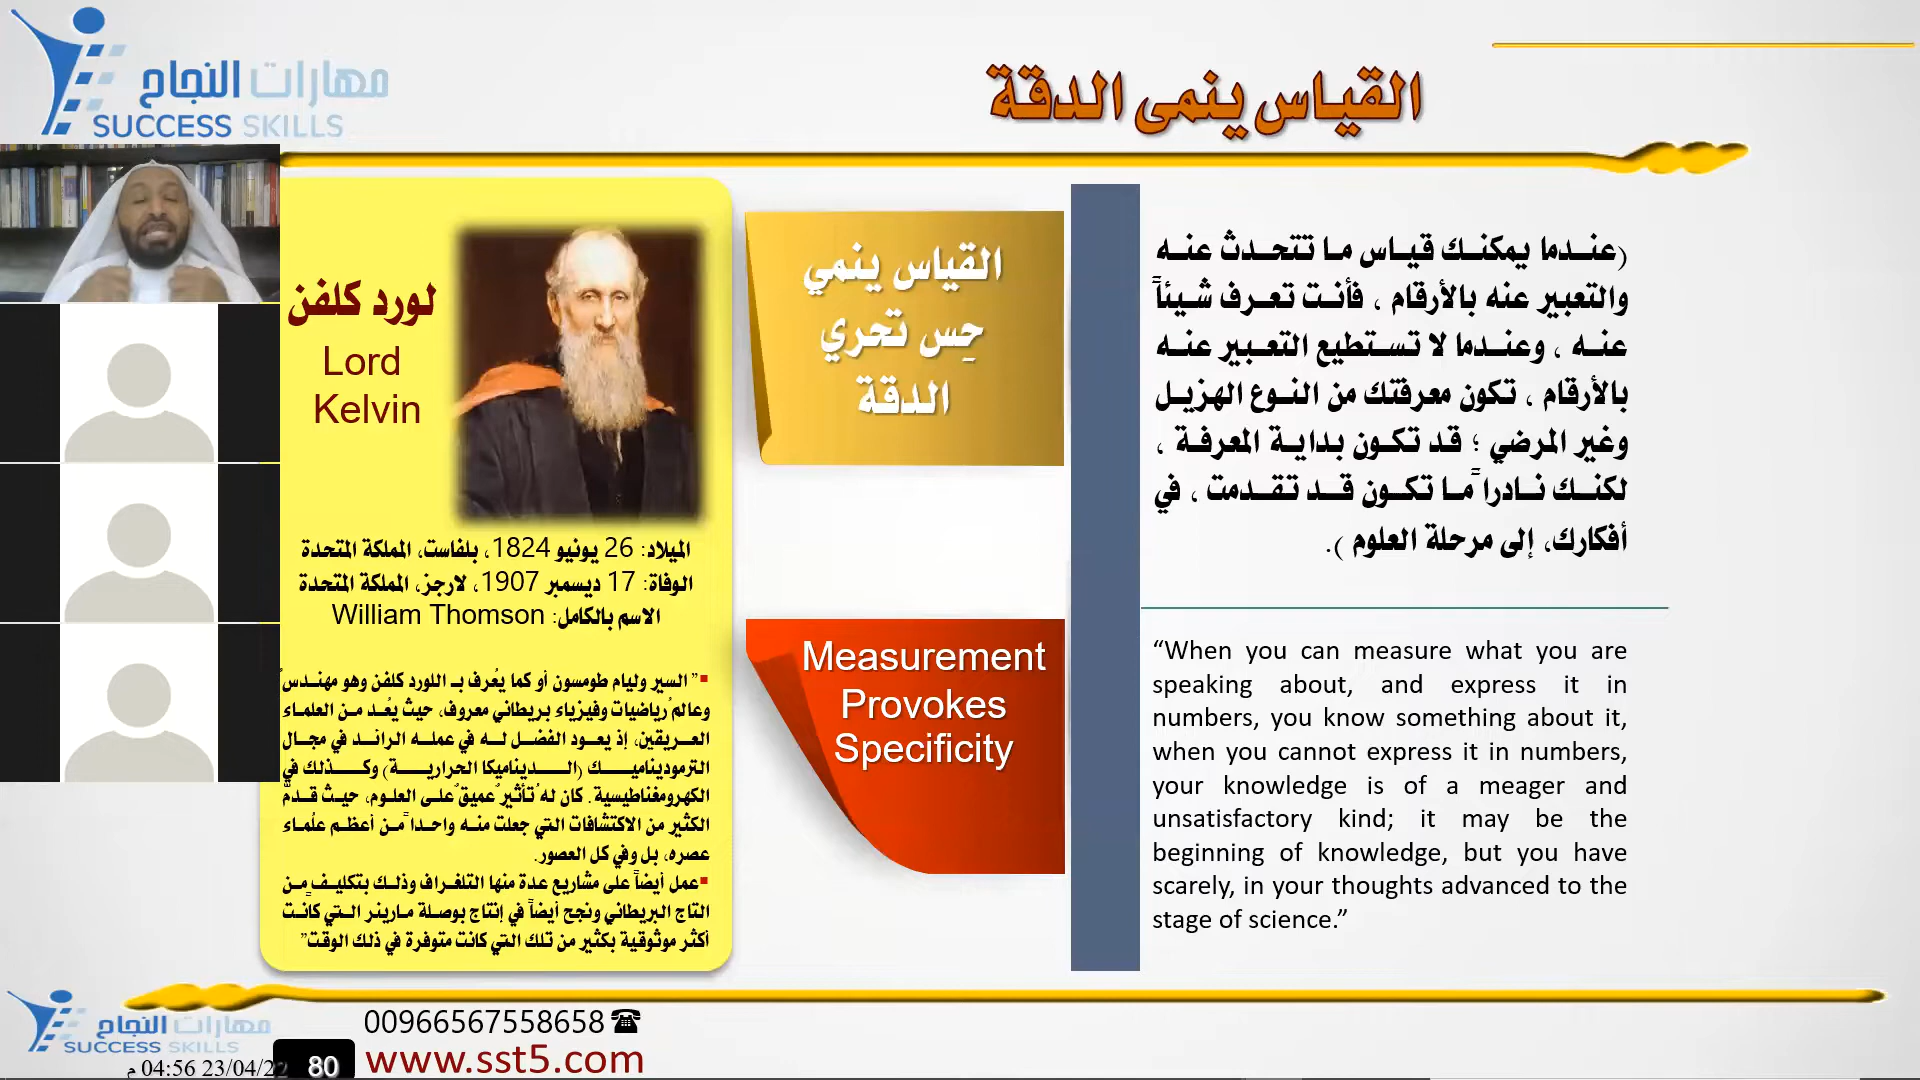 مهارات النجاح
SUCCESS SKILLS
القياس ينمى الدقة
(عندما يمكنك قياس ما تتحدث عنه
والتعبير عنه بالأرقام ، فأنت تعرف شيئاً
عنه ، وعندما لا تستطيع التعبير عنه
بالأرقام ، تكون معرفتك من النوع الهزيل
وغير المرضي ؛ قد تكون بداية المعرفة ،
لكنك نادراً ما تكون قد تقدمت ، في
أفكارك، إلى مرحلة العلوم ).
“When you can measure what you are
speaking about, and express it in
numbers, you know something about it,
when you cannot express it in numbers,
your knowledge is of a meager and
unsatisfactory kind; it may be the
beginning of knowledge, but you have
scarely, in your thoughts advanced to the
stage of science.”
القياس ينمي
حِس تحري
الدقة
Measurement
Provokes
Specificity
لورد كلفن
Lord
Kelvin
الميلاد: 26 يونيو 1824، بلفاست، المملكة المتحدة
الوفاة: 17 ديسمبر 1907، لارجز، المملكة المتحدة
الاسم بالكامل: William Thomson
▪" السير وليام طومسون أو كما يُعرف بـ اللورد كلفن وهو مهندسٌ
وعالمُ رياضيات وفيزياء بريطاني معروف، حيث يعُد من العلماء
العريقين، إذ يعود الفضل له في عمله الرائد في مجال
الترموديناميك (الديناميكا الحرارية) وكذلك في
الكهرومغناطيسية. كان له تأثيرٌ عميقٌ على العلوم، حيث قدمَّ
الكثير من الاكتشافات التي جعلت منه واحداً من أعظم علُماء
عصره، بل وفي كل العصور.
▪عمل أيضاً على مشاريع عدة منها التلغراف وذلك بتكليفٍ من
التاج البريطاني ونجح أيضاً في إنتاج بوصلة مارينر التي كانت
أكثر موثوقية بكثير من تلك التي كانت متوفرة في ذلك الوقت"
مهارات النجاح
SUCCESS SKILLS
00966567558658 ☎
www.sst5.com
80
04:56 23/04/22 م